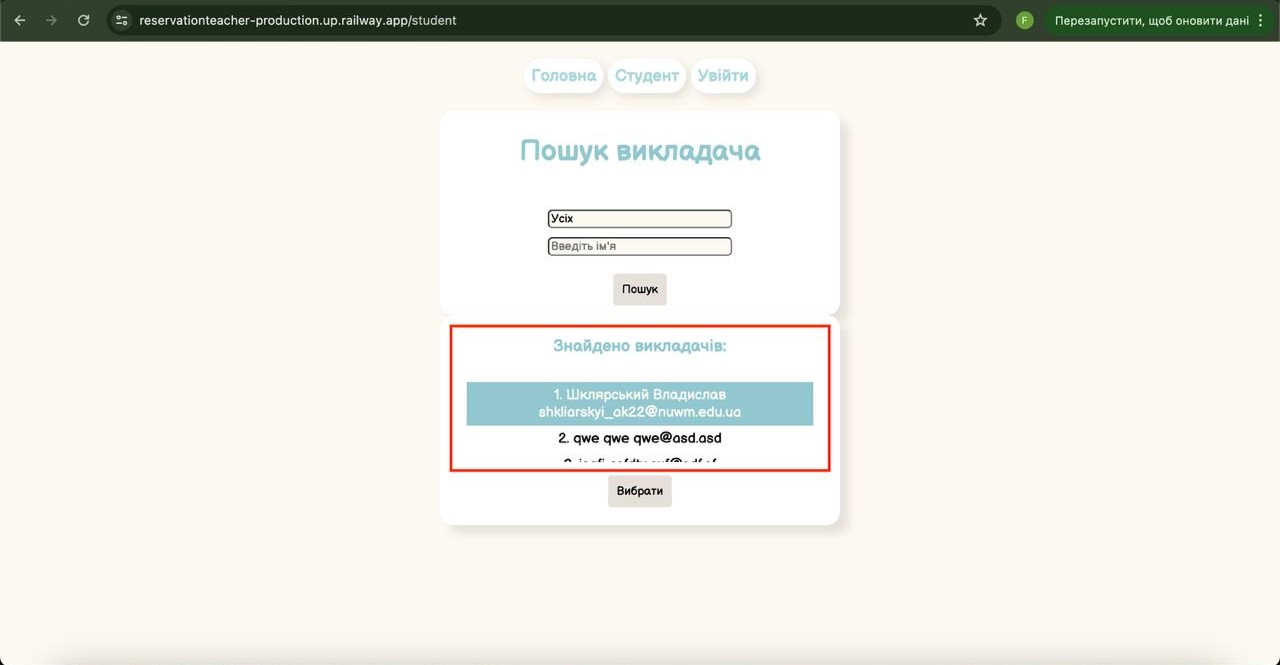 reservationteacher-production.up.railway.app/student
F
Перезапустити, щоб оновити дані
Головна Студент Увійти
Пошук викладача
Усіх
Введіть ім'я
Пошук
Знайдено викладачів:
1. Шклярський Владислав
shkliarskyi_ak22@nuwm.edu.ua
2. qwe qwe qwe@asd.asd
Вибрати